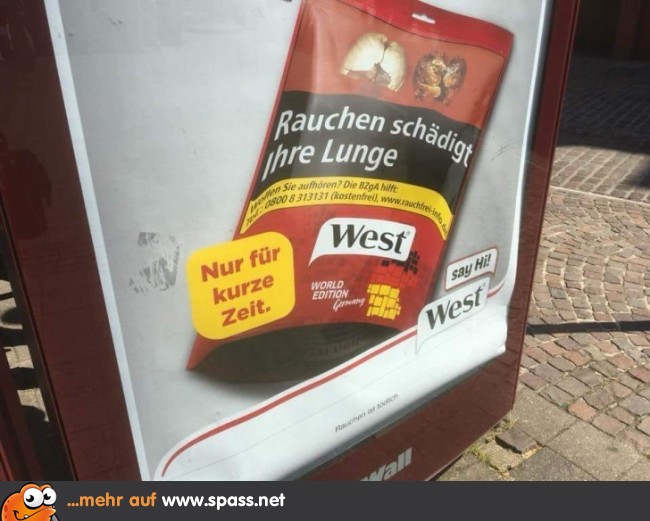 Rauchen schädigt
Ihre Lunge
Wollen Sie aufhören? Die BZgA hilft:
Tel.: 0800 8 313131 (kostenfrei), www.rauchfrei-info.de
West
Nur für
kurze
Zeit.
WORLD
EDITION
Germany
say Hi!
West
Rauchen ist tödlich
Wall
...mehr auf www.spass.net